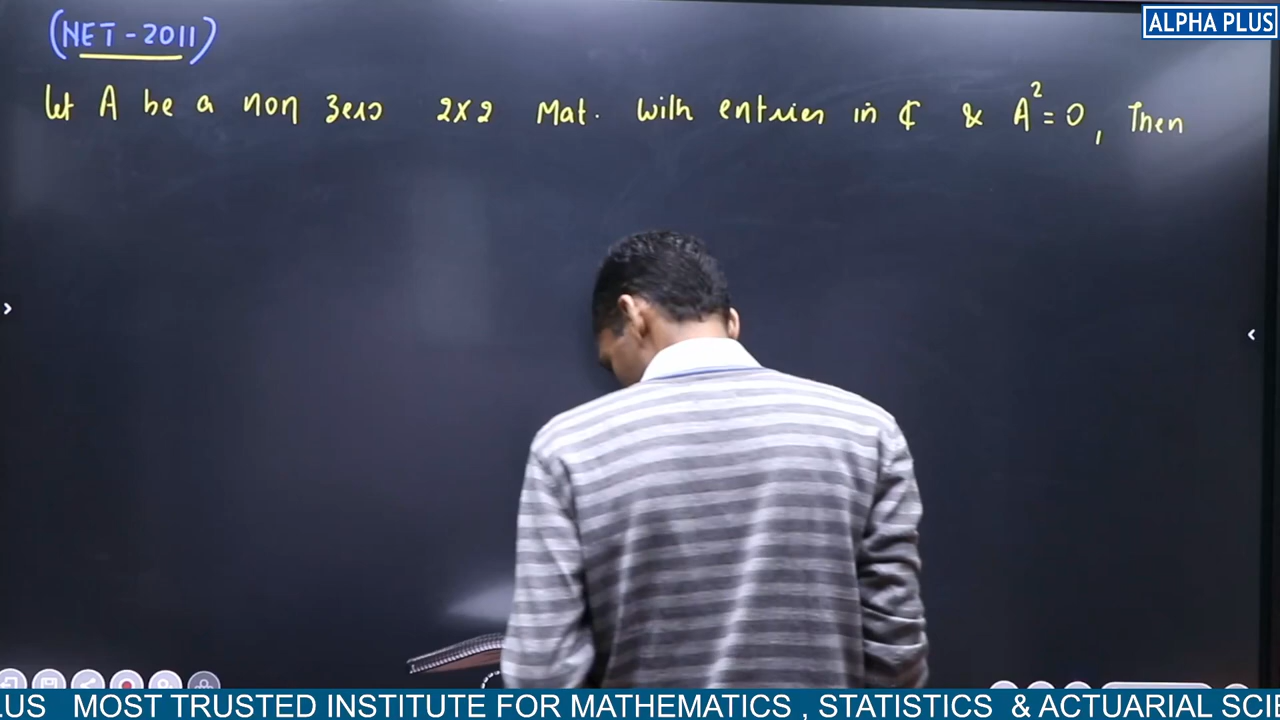 (NET-2011)
ALPHA PLUS
let A be a non zero 2x2 Mat. with entries in ₵ & A²=0, Then
LUS MOST TRUSTED INSTITUTE FOR MATHEMATICS , STATISTICS & ACTUARIAL SCIE